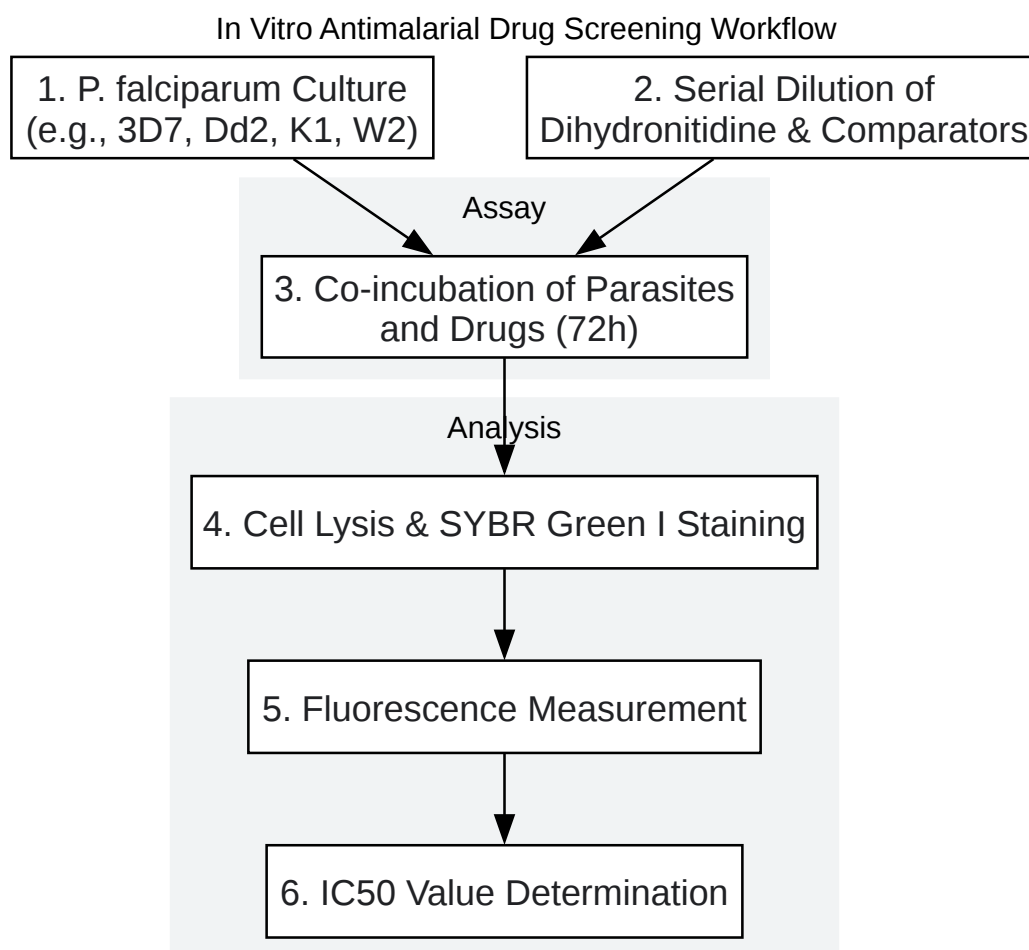 In Vitro Antimalarial Drug Screening Workflow
1. P. falciparum Culture
(e.g., 3D7, Dd2, K1, W2)
2. Serial Dilution of
Dihydronitidine & Comparators
Assay
3. Co-incubation of Parasites
and Drugs (72h)
Analysis
4. Cell Lysis & SYBR Green I Staining
5. Fluorescence Measurement
6. IC50 Value Determination